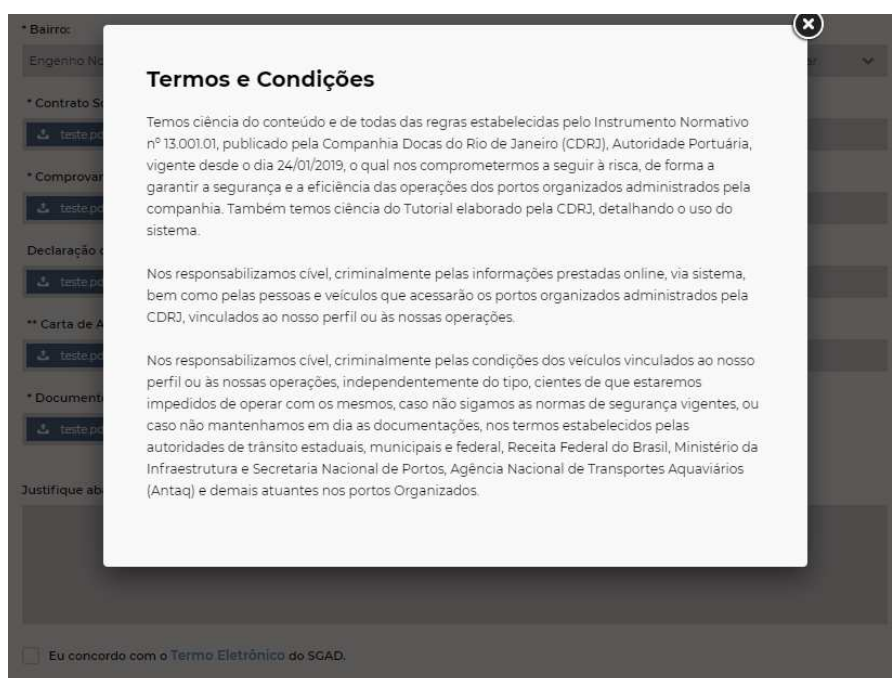 * Bairro:
Engenho No
* Contrato So
teste.pd
* Comprovan
teste.pd
Declaração
teste.pd
** Carta de A
teste.pd
* Document
teste.pd
Justifique ab
Termos e Condições
Temos ciência do conteúdo e de todas das regras estabelecidas pelo Instrumento Normativo
nº 13.001.01, publicado pela Companhia Docas do Rio de Janeiro (CDRJ), Autoridade Portuária,
vigente desde o dia 24/01/2019, o qual nos comprometermos a seguir à risca, de forma a
garantir a segurança e a eficiência das operações dos portos organizados administrados pela
companhia. Também temos ciência do Tutorial elaborado pela CDRJ, detalhando o uso do
sistema.
Nos responsabilizamos cível, criminalmente pelas informações prestadas online, via sistema,
bem como pelas pessoas e veículos que acessarão os portos organizados administrados pela
CDRJ, vinculados ao nosso perfil ou às nossas operações.
Nos responsabilizamos cível, criminalmente pelas condições dos veículos vinculados ao nosso
perfil ou às nossas operações, independentemente do tipo, cientes de que estaremos
impedidos de operar com os mesmos, caso não sigamos as normas de segurança vigentes, ou
caso não mantenhamos em dia as documentações, nos termos estabelecidos pelas
autoridades de trânsito estaduais, municipais e federal, Receita Federal do Brasil, Ministério da
Infraestrutura e Secretaria Nacional de Portos, Agência Nacional de Transportes Aquaviários
(Antaq) e demais atuantes nos portos Organizados.
Eu concordo com o Termo Eletrônico do SGAD.